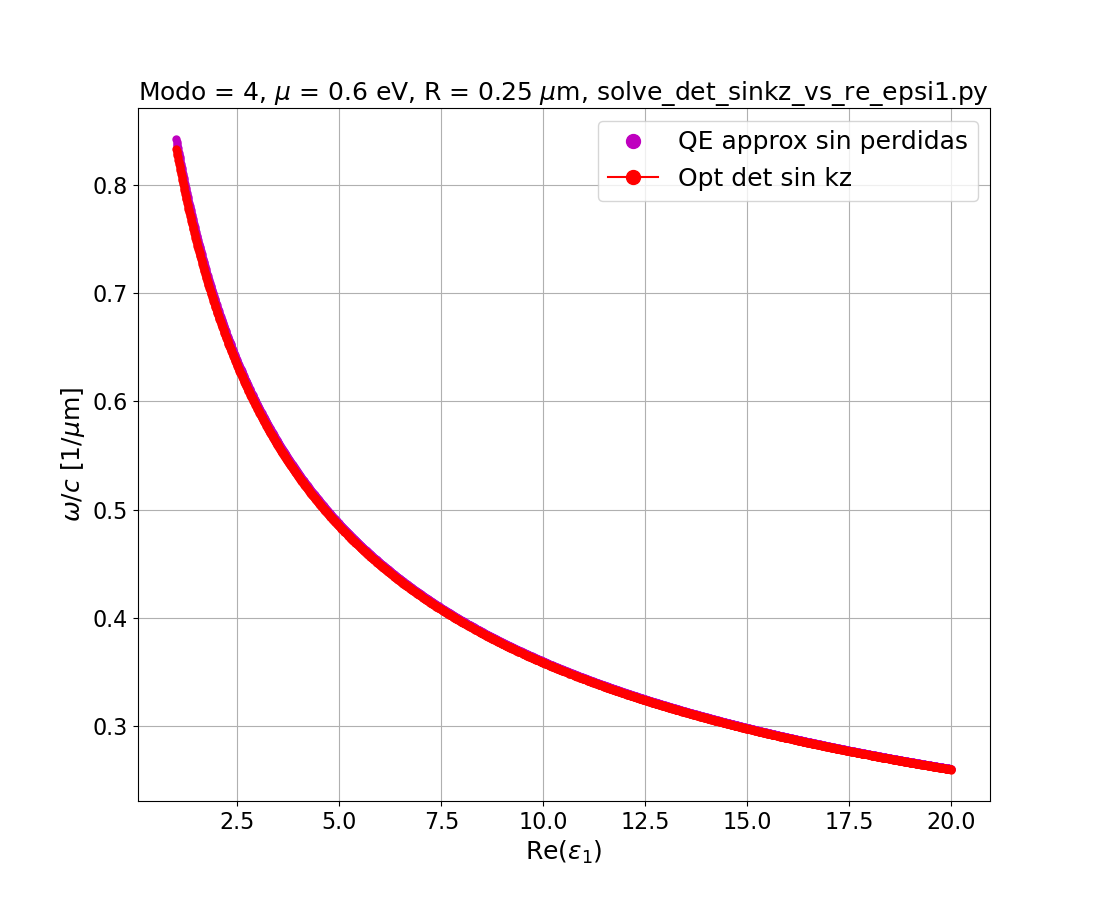 Modo = 4, μ = 0.6 eV, R = 0.25 μm, solve_det_sinkz_vs_re_epsi1.py
QE approx sin perdidas
Opt det sin kz
0.8
0.7
0.6
0.5
0.4
0.3
ω/c [1/μm]
2.5 5.0 7.5 10.0 12.5 15.0 17.5 20.0
Re(ε₁)